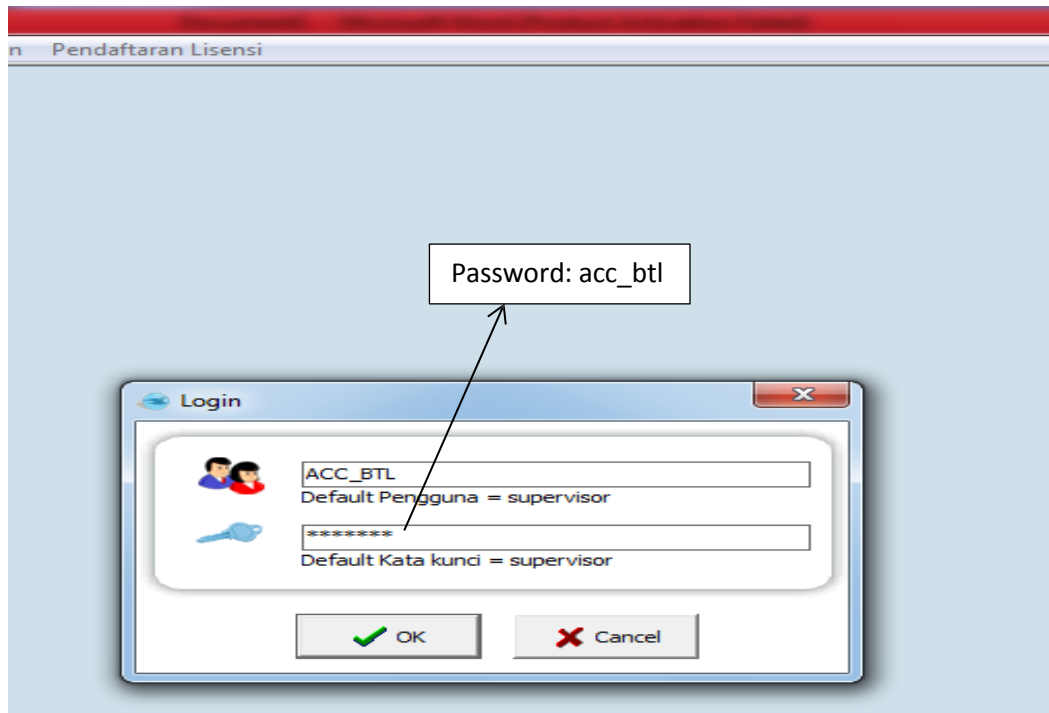 n Pendaftaran Lisensi
Password: acc_btl
Login
ACC_BTL
Default Pengguna = supervisor
*******
Default Kata kunci = supervisor
OK
Cancel